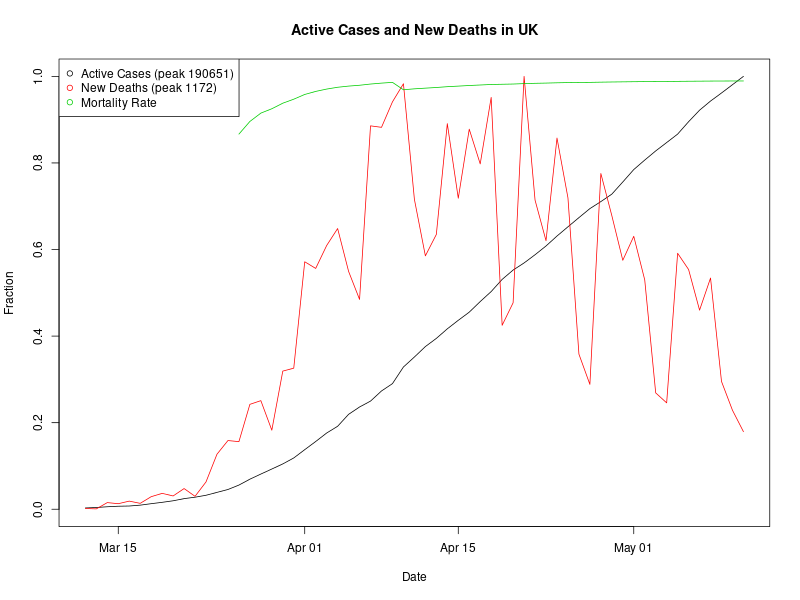 Active Cases and New Deaths in UK
Active Cases (peak 190651)
New Deaths (peak 1172)
Mortality Rate
1.0
0.8
0.6
0.4
0.2
0.0
Fraction
Mar 15
Apr 01
Apr 15
May 01
Date